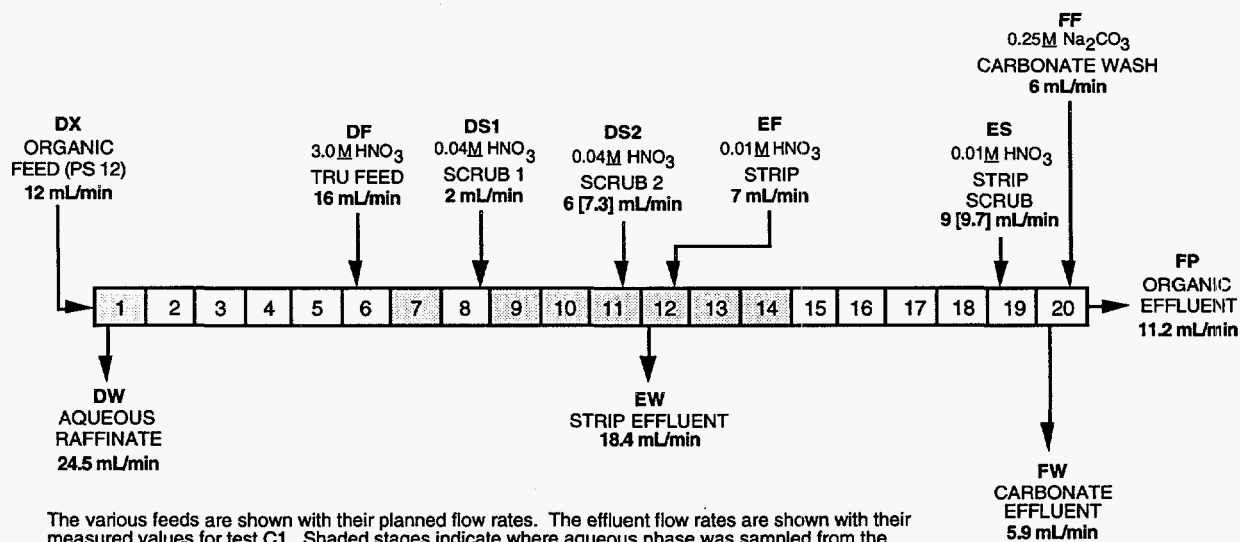 FF
0.25M Na2CO3
CARBONATE WASH
6 mL/min
DX
ORGANIC
FEED (PS 12)
12 mL/min
DF
3.0M HNO3
TRU FEED
16 mL/min
DS1
0.04M HNO3
SCRUB 1
2 mL/min
DS2
0.04M HNO3
SCRUB 2
6 [7.3] mL/min
EF
0.01M HNO3
STRIP
7 mL/min
ES
0.01M HNO3
STRIP
SCRUB
9 [9.7] mL/min
1 2 3 4 5 6 7 8 9 10 11 12 13 14 15 16 17 18 19 20
FP
ORGANIC
EFFLUENT
11.2 mL/min
DW
AQUEOUS
RAFFINATE
24.5 mL/min
EW
STRIP EFFLUENT
18.4 mL/min
FW
CARBONATE
EFFLUENT
5.9 mL/min
The various feeds are shown with their planned flow rates. The effluent flow rates are shown with their
measured values for test C1. Shaded stages indicate where aqueous phase was sampled from the